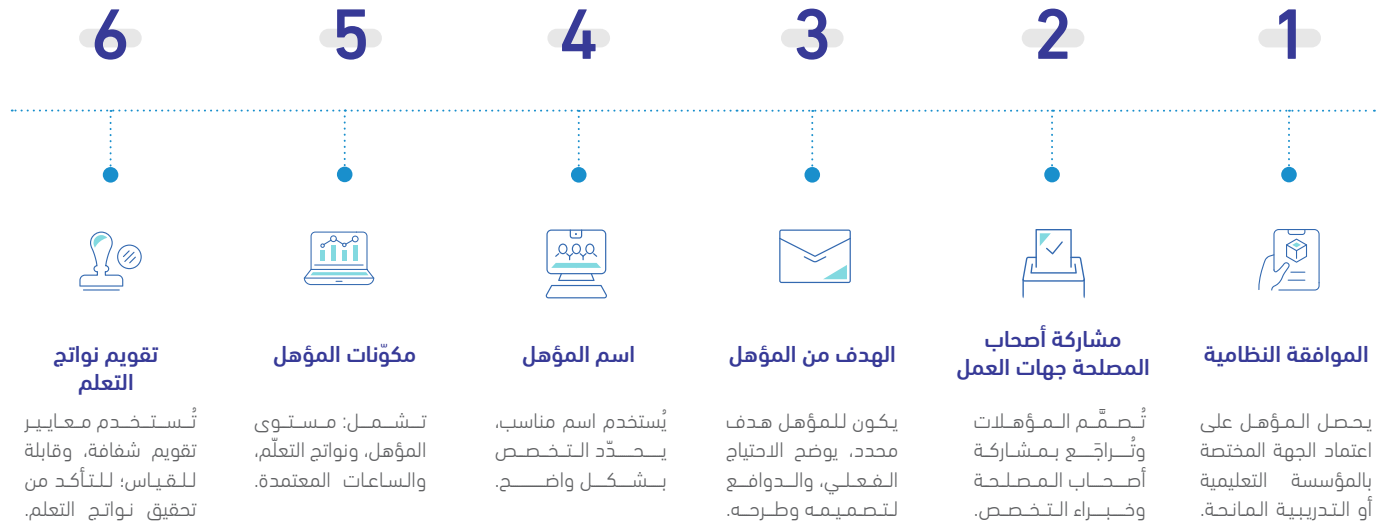 1
الموافقة النظامية
يحصل المؤهل على
اعتماد الجهة المختصة
بالمؤسسة التعليمية
أو التدريبية المانحة.
2
مشاركة أصحاب
المصلحة جهات العمل
تُصمَّم المؤهلات
وتُراجَع بمشاركة
أصحاب المصلحة
وخبراء التخصص.
3
الهدف من المؤهل
يكون للمؤهل هدف
محدد، يوضح الاحتياج
الفعلي، والدوافع
لتصميمه وطرحه.
4
اسم المؤهل
يُستخدم اسم مناسب،
يحدّد التخصص
بشكل واضح.
5
مكوّنات المؤهل
تشمل: مستوى
المؤهل، ونواتج التعلّم،
والساعات المعتمدة.
6
تقويم نواتج
التعلم
تُستخدم معايير
تقويم شفافة، وقابلة
للقياس؛ للتأكد من
تحقيق نواتج التعلم.